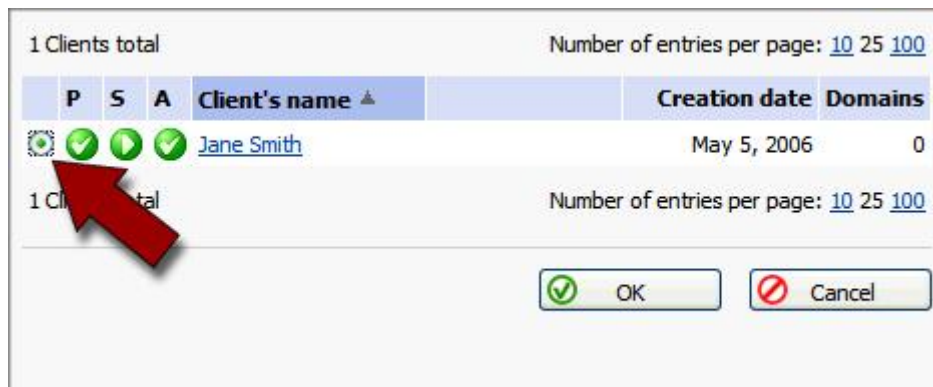 1 Clients total Number of entries per page: 10 25 100
P S A Client's name Creation date Domains
Jane Smith May 5, 2006 0
1 Number of entries per page: 10 25 100
OK Cancel